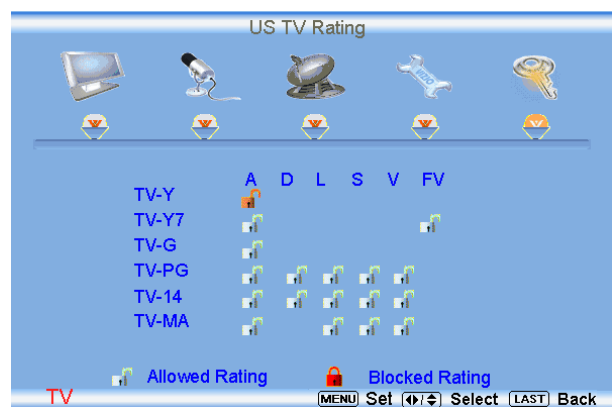 US TV Rating
A D L S V FV
TV-Y
TV-Y7
TV-G
TV-PG
TV-14
TV-MA
Allowed Rating Blocked Rating
TV MENU Set Select LAST Back